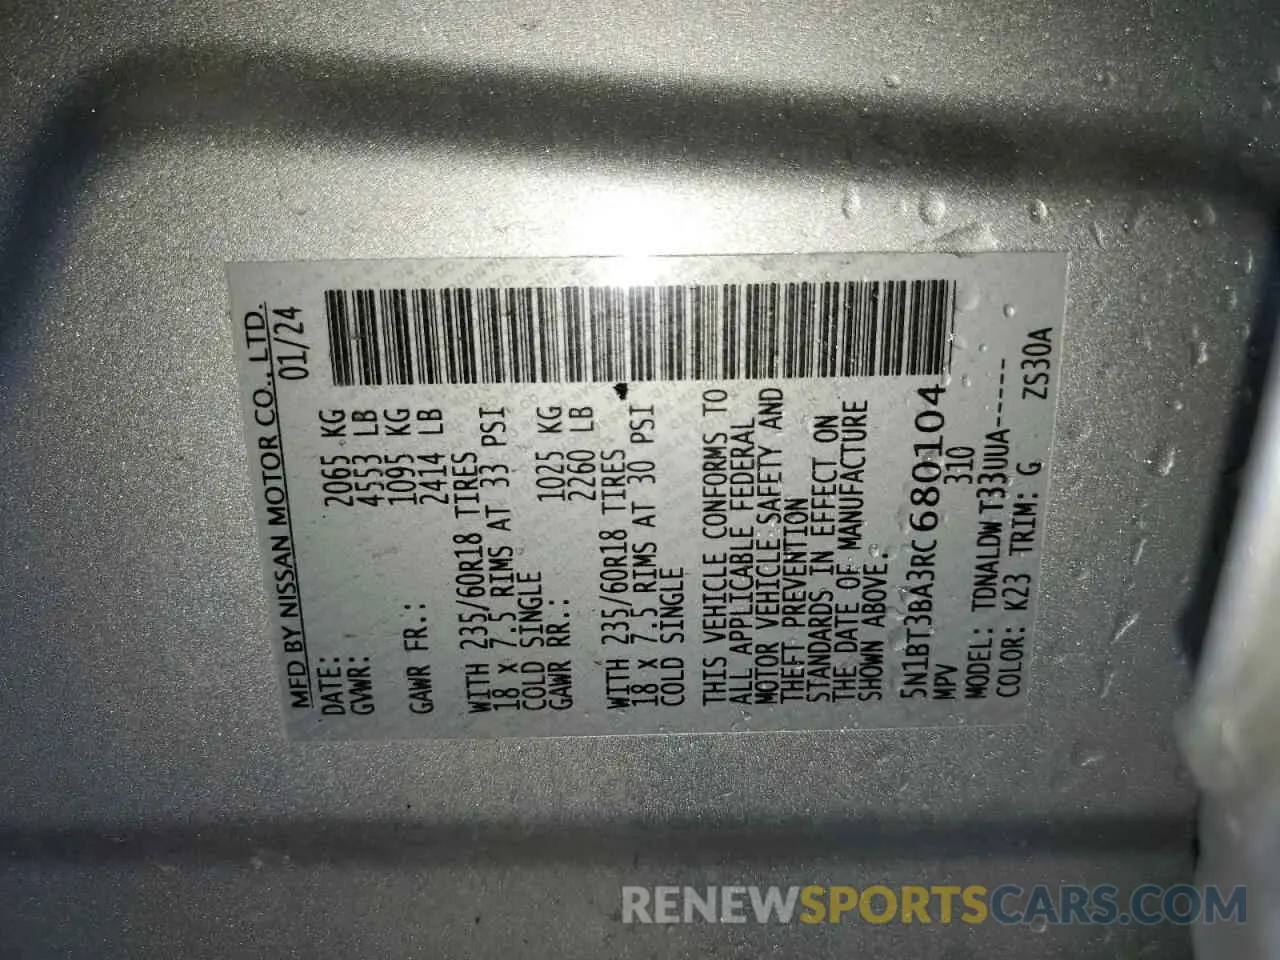 MFD BY NISSAN MOTOR CO., LTD.
DATE: 01/24
GVWR: 2065 KG
4553 LB
GAWR FR.: 1095 KG
2414 LB
WITH 235/60R18 TIRES
18 X 7.5 RIMS AT 33 PSI
COLD SINGLE
GAWR RR.: 1025 KG
2260 LB
WITH 235/60R18 TIRES
18 X 7.5 RIMS AT 30 PSI
COLD SINGLE
THIS VEHICLE CONFORMS TO
ALL APPLICABLE FEDERAL
MOTOR VEHICLE SAFETY AND
THEFT PREVENTION
STANDARDS IN EFFECT ON
THE DATE OF MANUFACTURE
SHOWN ABOVE.
5N1BT3BA3RC680104
MPV 310
MODEL: TDNALDW T33UUA-----
COLOR: K23 TRIM: G ZS30A
RENEWSPORTSCARS.COM